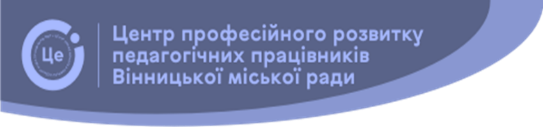 Це
Центр професійного розвитку
педагогічних працівників
Вінницької міської ради